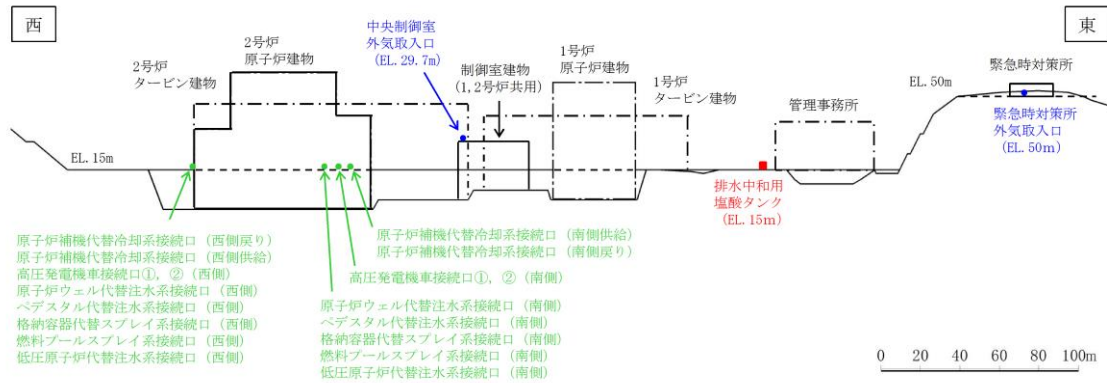 西
東
2号炉
原子炉建物
2号炉
タービン建物
中央制御室
外気取入口
(EL.29.7m)
制御室建物
(1,2号炉共用)
1号炉
原子炉建物
1号炉
タービン建物
管理事務所
EL.50m
緊急時対策所
緊急時対策所
外気取入口
(EL.50m)
EL.15m
排水中和用
塩酸タンク
(EL.15m)
原子炉補機代替冷却系接続口(西側戻り)
原子炉補機代替冷却系接続口(西側供給)
高圧発電機車接続口①,②(西側)
原子炉ウェル代替注水系接続口(西側)
ペデスタル代替注水系接続口(西側)
格納容器代替スプレイ系接続口(西側)
燃料プールスプレイ系接続口(西側)
低圧原子炉代替注水系接続口(西側)
原子炉補機代替冷却系接続口(南側供給)
原子炉補機代替冷却系接続口(南側戻り)
高圧発電機車接続口①,②(南側)
原子炉ウェル代替注水系接続口(南側)
ペデスタル代替注水系接続口(南側)
格納容器代替スプレイ系接続口(南側)
燃料プールスプレイ系接続口(南側)
低圧原子炉代替注水系接続口(南側)
0 20 40 60 80 100m